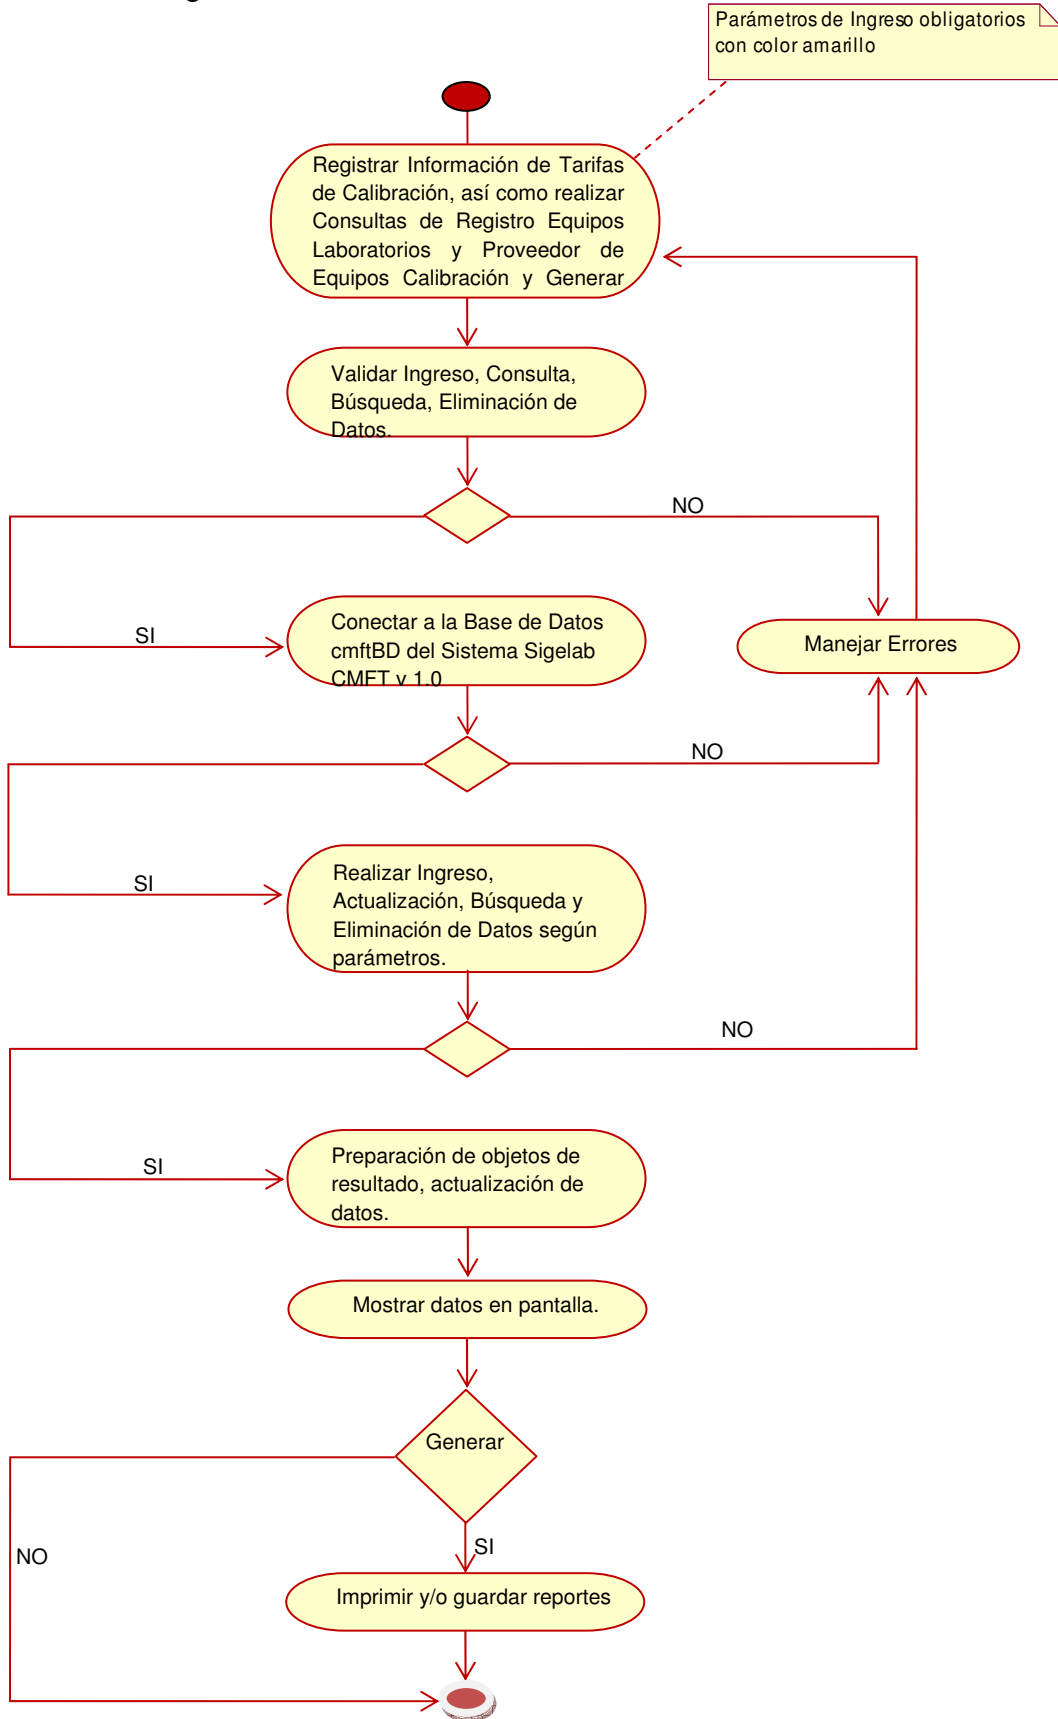 Parámetros de Ingreso obligatorios
con color amarillo
Registrar Información de Tarifas
de Calibración, así como realizar
Consultas de Registro Equipos
Laboratorios y Proveedor de
Equipos Calibración y Generar
Validar Ingreso, Consulta,
Búsqueda, Eliminación de
Datos.
NO
SI
Conectar a la Base de Datos
cmftBD del Sistema Sigelab
CMFT v 1.0
Manejar Errores
NO
SI
Realizar Ingreso,
Actualización, Búsqueda y
Eliminación de Datos según
parámetros.
NO
SI
Preparación de objetos de
resultado, actualización de
datos.
Mostrar datos en pantalla.
Generar
SI
NO
Imprimir y/o guardar reportes